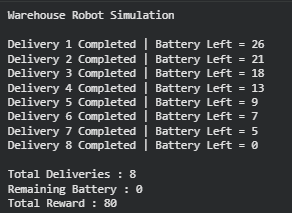 Warehouse Robot Simulation
Delivery 1 Completed | Battery Left = 26
Delivery 2 Completed | Battery Left = 21
Delivery 3 Completed | Battery Left = 18
Delivery 4 Completed | Battery Left = 13
Delivery 5 Completed | Battery Left = 9
Delivery 6 Completed | Battery Left = 7
Delivery 7 Completed | Battery Left = 5
Delivery 8 Completed | Battery Left = 0
Total Deliveries : 8
Remaining Battery : 0
Total Reward : 80